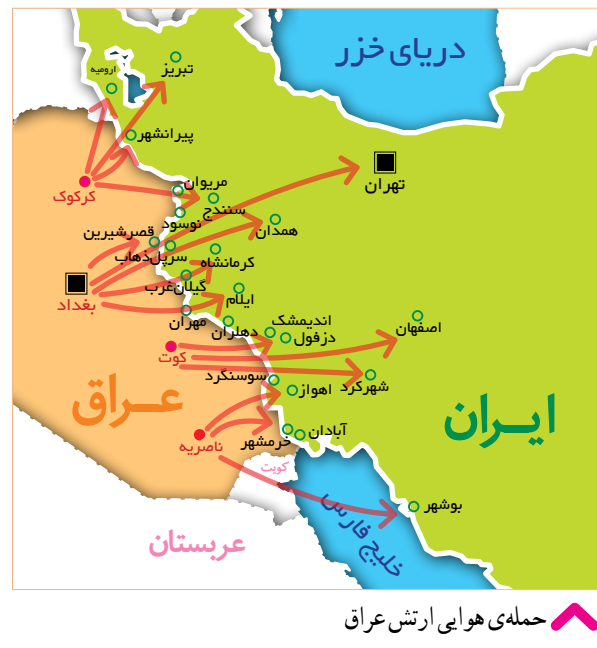 دریای خزر
تبریز
ارومیه
پیرانشهر
تهران
مریوان
کرکوک
سنندج
نوسود
همدان
قصرشیرین
سرپل‌ذهاب
کرمانشاه
گیلان‌غرب
ایلام
بغداد
مهران
اندیمشک
اصفهان
دهلران
دزفول
کوت
سوسنگرد
شهرکرد
اهواز
عـــراق
ایـــران
آبادان
خرمشهر
ناصریه
کویت
بوشهر
خلیج فارس
عربستان
حمله‌ی هوایی ارتش عراق